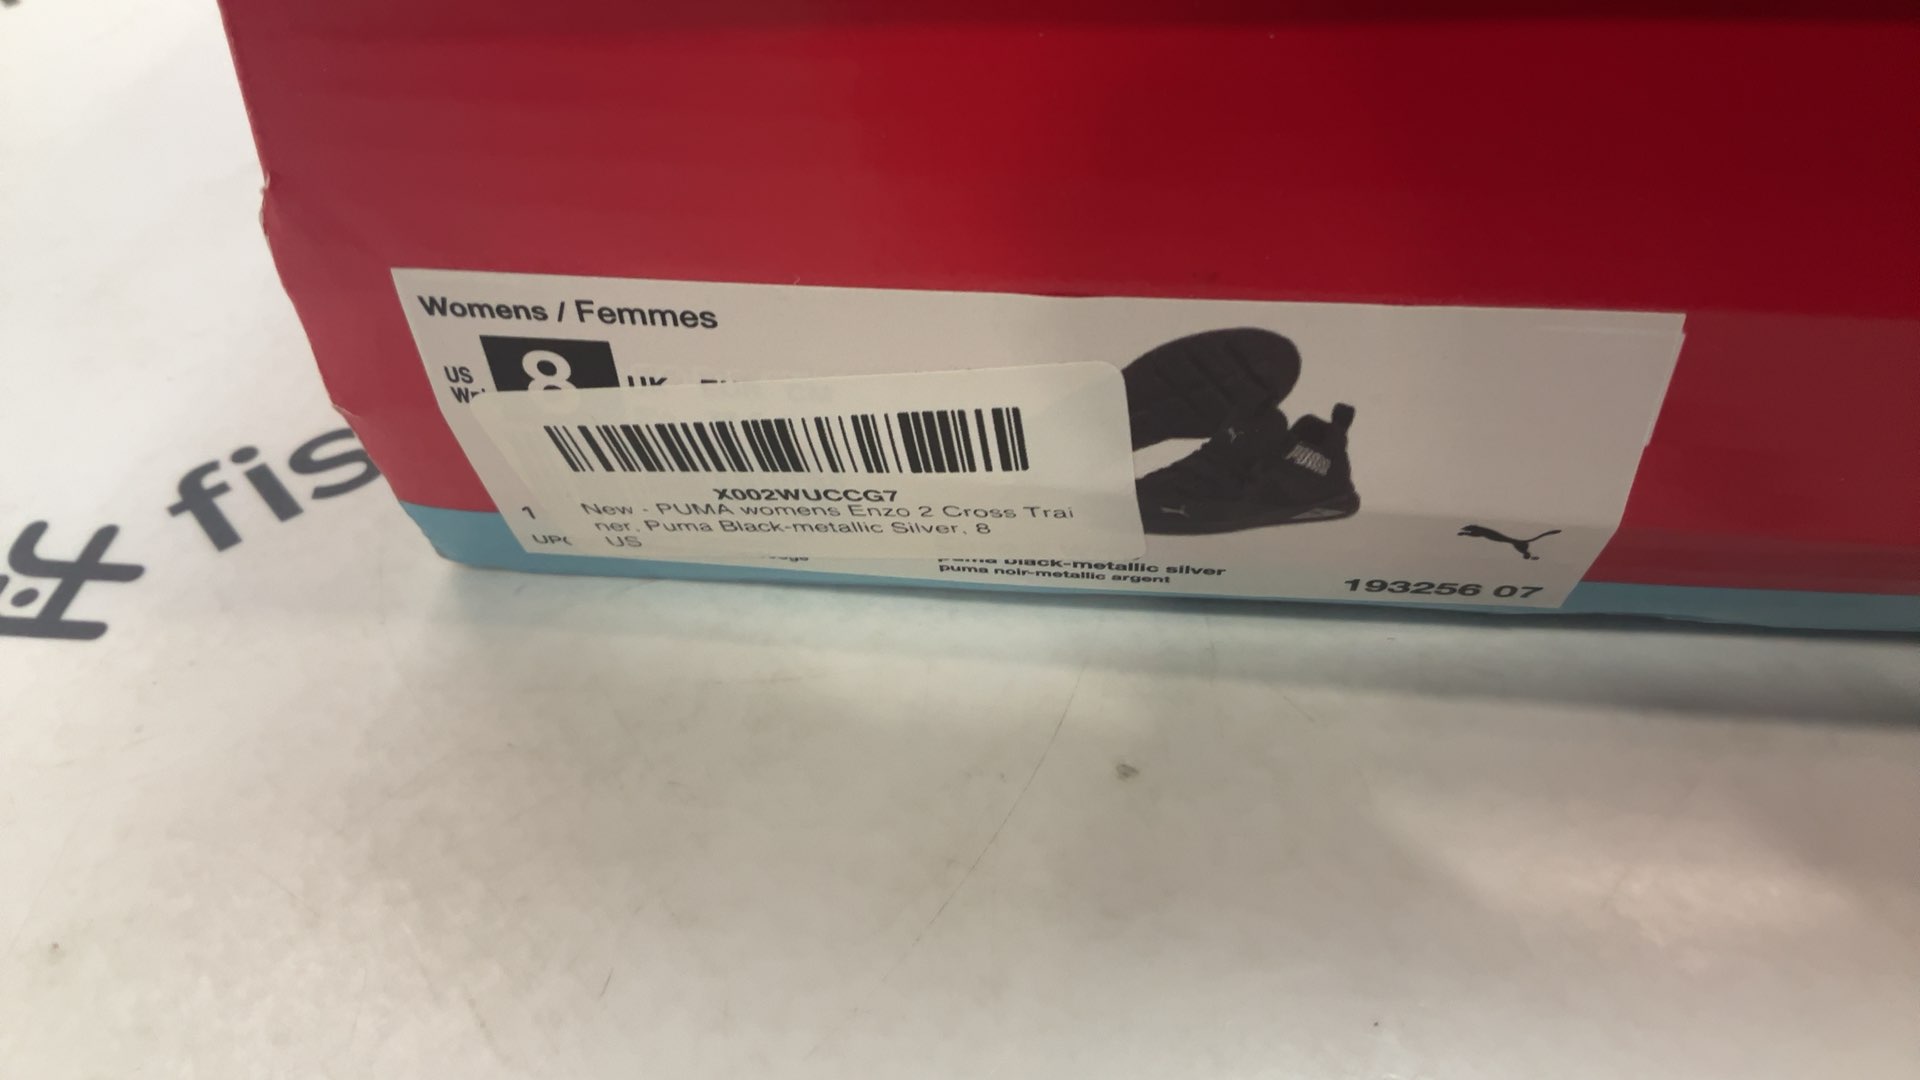 Womens / Femmes
US
8
UK
X002WUCCG7
New - PUMA womens Enzo 2 Cross Trai
ner, Puma Black-metallic Silver, 8
US
1
black-metallic silver
puma noir-metallic argent
193256 07
fis